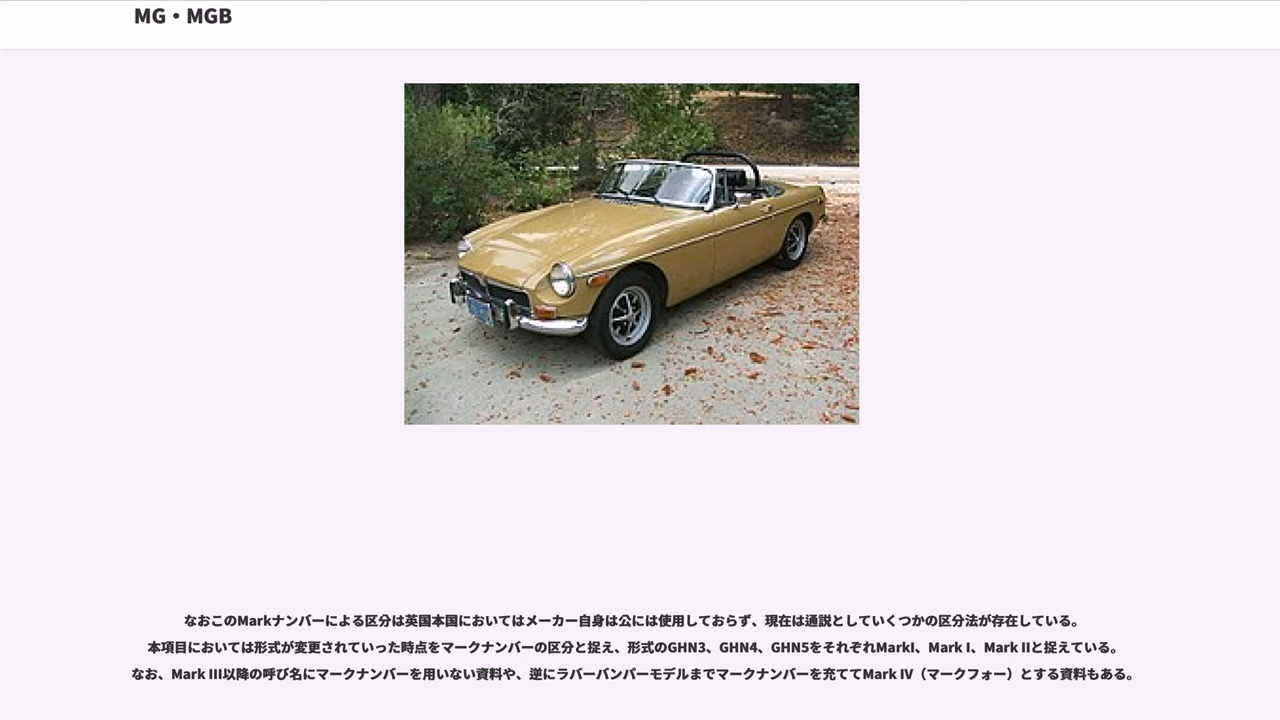 MG・MGB
なおこのMarkナンバーによる区分は英国本国においてはメーカー自身は公には使用しておらず、現在は通説としていくつかの区分法が存在している。
本項目においては形式が変更されていった時点をマークナンバーの区分と捉え、形式のGHN3、GHN4、GHN5をそれぞれMarkI、Mark I、Mark IIと捉えている。
なお、Mark III以降の呼び名にマークナンバーを用いない資料や、逆にラバーバンパーモデルまでマークナンバーを充ててMark IV（マークフォー）とする資料もある。